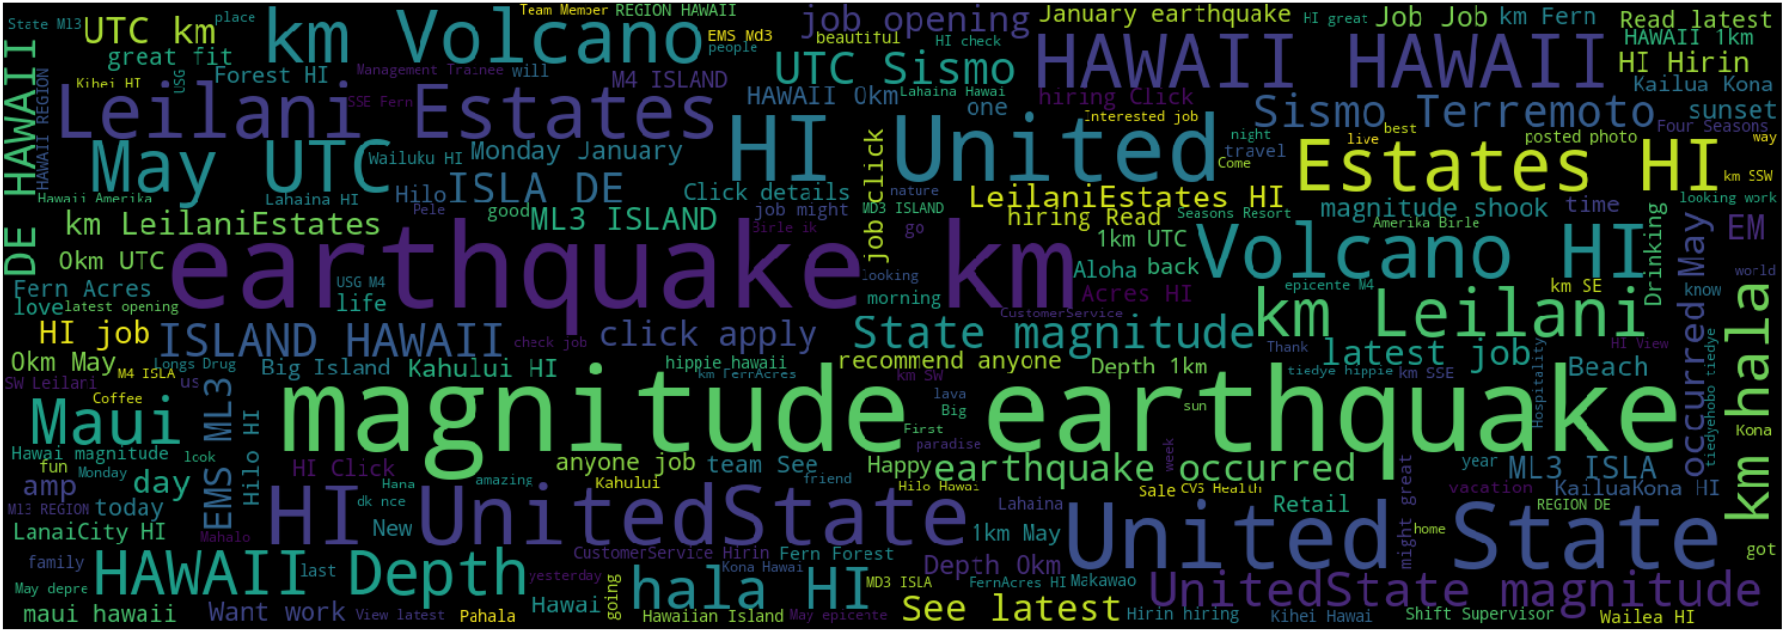 State Ml3
place
UTC km
km Volcano
Team Member
REGION HAWAII
EMS Md3
people
job opening
beautiful
HI check
January earthquake
HI great
Job Job
km Fern
Read latest
HAWAII 1km
HI Hirin
great fit
Kihei HI
Forest HI
USG
Management Trainee
will
M4 ISLAND
UTC Sismo
HAWAII HAWAII
Kailua Kona
DE HAWAII
HAWAII REGION
Leilani Estates
SSE Fern
HAWAII 0km
Lahaina Hawai
one
hiring Click
Interested job
Sismo Terremoto
sunset
Four Seasons
way
HI United
night
travel
Come
live
best
posted photo
May UTC
Wailuku HI
Monday January
job click
Estates HI
km SSW
Hawaii Amerika
Lahaina HI
Hilo
ISLA DE
Click details
nature
LeilaniEstates HI
looking work
km LeilaniEstates
Pele
good
ML3 ISLAND
job might
MD3 ISLAND
go
Birle ik
hiring Read
Seasons Resort
magnitude shook
time
Amerika Birle
Drinking
occurred May
EM
0km UTC
earthquake km
1km UTC
Volcano HI
Fern Acres
USG M4
looking
Aloha
back
epicente M4
km SE
world
know
love
latest opening
life
morning
Acres HI
CustomerService
km Leilani
HI job
ISLAND HAWAII
check job
click apply
State magnitude
Thank
latest job
HI View
km hala
0km May
M4 ISLA
longs Drug
Big Island
Kahului HI
hippie hawaii
recommend anyone
Depth 1km
tiedye hippie
km SSE
Beach
SW Leilani
us
km FernAcres
km SW
lava
Big
sun
Hospitality
tiedyehobo tiedye
Coffee
Maui
EMS ML3
Hilo HI
magnitude earthquake
First
paradise
week
Kona
Hawai magnitude
look
fun
Monday
HI Click
Hana
anyone job
amazing
Kahului
team See
friend
Happy
earthquake occurred
Hilo Hawai
year
ML3 ISLA
amp
day
Sale
CVS Health
vacation
KailuaKona HI
Ml3 REGION
today
Mahalo
HI UnitedState
dk nce
New
Lahaina
Retail
REGION DE
LanaiCity HI
1km May
United State
might great
home
got
family
HAWAII Depth
last
CustomerService Hirin
Fern Forest
Kona Hawai
Depth 0km
May depre
yesterday
going
hala HI
MD3 ISLA
FernAcres HI
Makawao
UnitedState magnitude
maui hawaii
Want work
View latest
Pahala
Hawai
Hawaiian Island
May epicente
See latest
Hirin hiring
Kihei Hawai
Shift Supervisor
Wailea HI